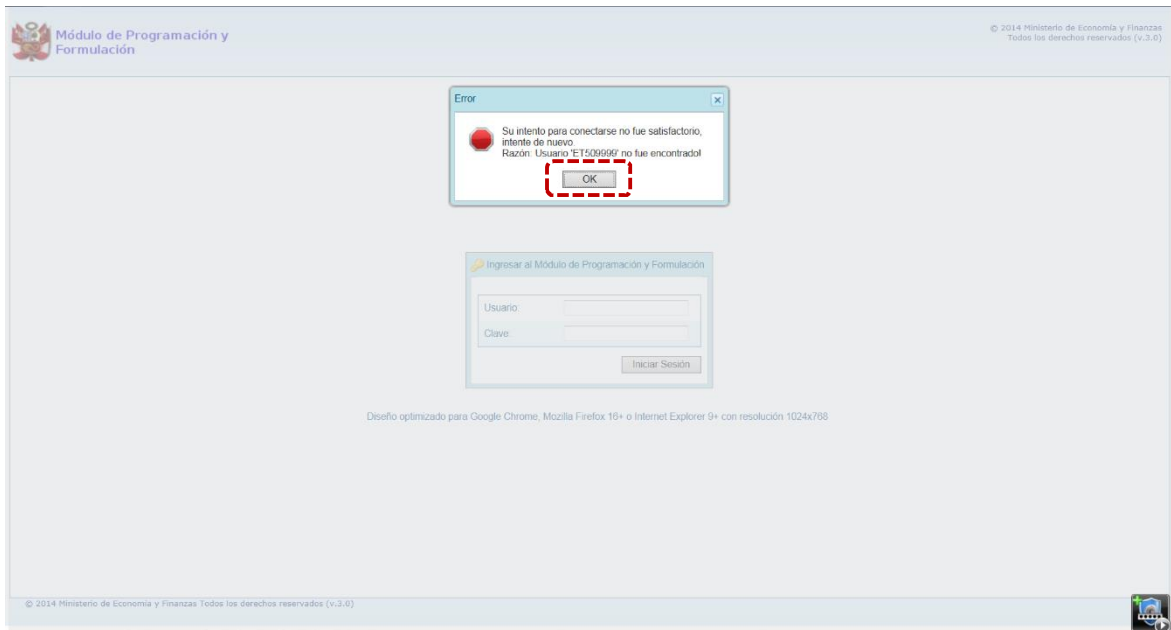 Módulo de Programación y
Formulación
© 2014 Ministerio de Economía y Finanzas
Todos los derechos reservados (v.3.0)
Error
Su intento para conectarse no fue satisfactorio,
intente de nuevo.
Razón: Usuario 'ET509999' no fue encontrado!
OK
Ingresar al Módulo de Programación y Formulación
Usuario
Clave
Iniciar Sesión
Diseño optimizado para Google Chrome, Mozilla Firefox 16+ o Internet Explorer 9+ con resolución 1024x768
© 2014 Ministerio de Economía y Finanzas Todos los derechos reservados (v.3.0)